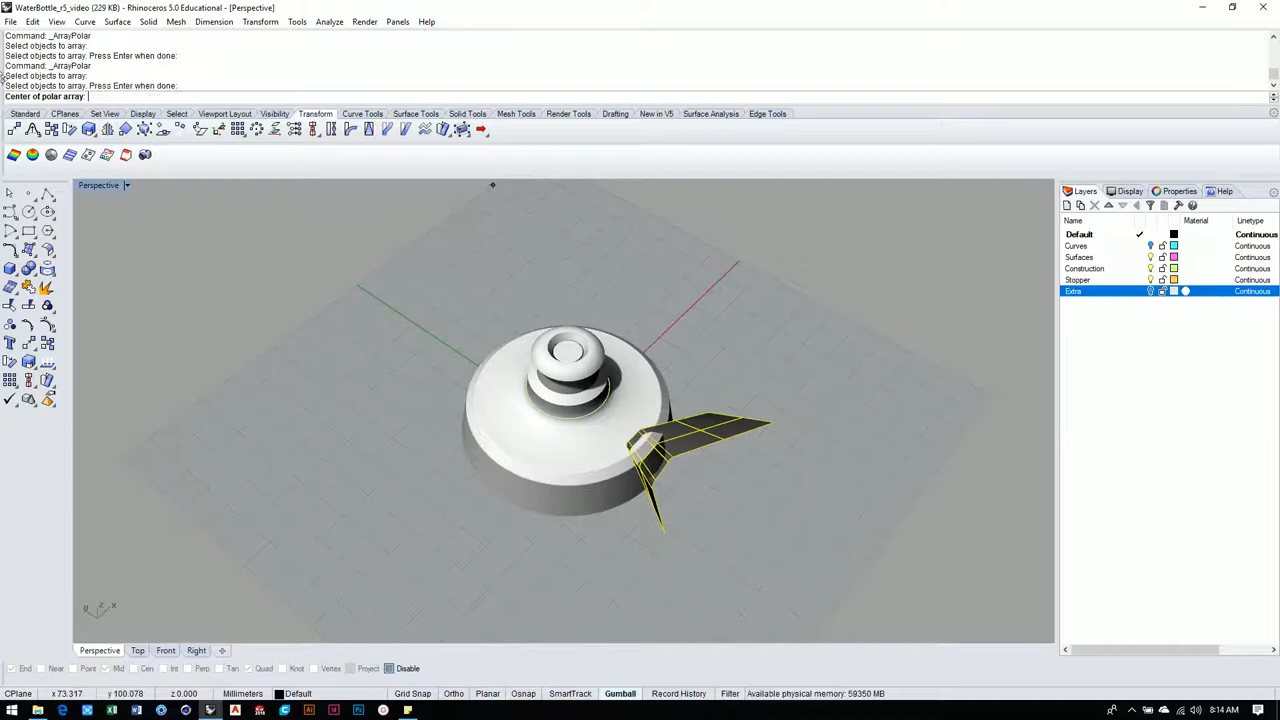 WaterBottle_r5_video (229 KB) - Rhinoceros 5.0 Educational - [Perspective]
File Edit View Curve Surface Solid Mesh Dimension Transform Tools Analyze Render Panels Help
Command: _ArrayPolar
Select objects to array:
Select objects to array. Press Enter when done:
Command: _ArrayPolar
Select objects to array:
Select objects to array. Press Enter when done:
Center of polar array:
Standard CPlanes Set View Display Select Viewport Layout Visibility Transform Curve Tools Surface Tools Solid Tools Mesh Tools Render Tools Drafting New in V5 Surface Analysis Edge Tools
Perspective
Layers Display Properties Help
Name Material Linetype
Default Continuous
Curves Continuous
Surfaces Continuous
Construction Continuous
Stopper Continuous
Extra Continuous
y z x
Perspective Top Front Right
End Near Point Mid Cen Int Perp Tan Quad Knot Vertex Project Disable
CPlane x 73.317 y 100.078 z 0.000 Millimeters Default Grid Snap Ortho Planar Osnap SmartTrack Gumball Record History Filter Available physical memory: 59350 MB
8:14 AM